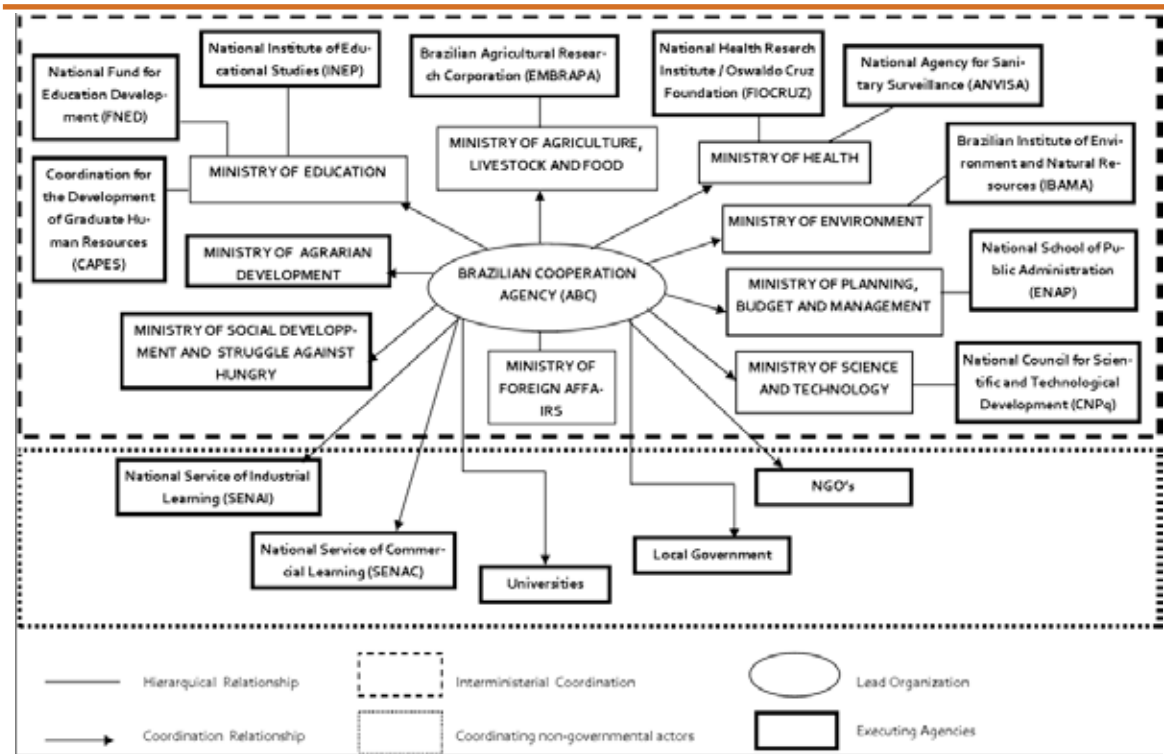 National Institute of Edu-
cational Studies (INEP)
Brazilian Agricultural Resear-
ch Corporation (EMBRAPA)
National Health Reserch
Institute / Oswaldo Cruz
Foundation (FIOCRUZ)
National Agency for Sani-
tary Surveillance (ANVISA)
National Fund for
Education Develop-
ment (FNED)
MINISTRY OF AGRICULTURE,
LIVESTOCK AND FOOD
MINISTRY OF HEALTH
Brazilian Institute of Envi-
ronment and Natural Re-
sources (IBAMA)
MINISTRY OF EDUCATION
Coordination for
the Development
of Graduate Hu-
man Resources
(CAPES)
MINISTRY OF ENVIRONMENT
MINISTRY OF AGRARIAN
DEVELOPMENT
BRAZILIAN COOPERATION
AGENCY (ABC)
MINISTRY OF PLANNING,
BUDGET AND MANAGEMENT
National School of Pu-
blic Administration
(ENAP)
MINISTRY OF SOCIAL DEVELOPP-
MENT AND STRUGGLE AGAINST
HUNGRY
MINISTRY OF
FOREIGN AFFA-
IRS
MINISTRY OF SCIENCE
AND TECHNOLOGY
National Council for Scien-
tific and Technological
Development (CNPq)
National Service of Industrial
Learning (SENAI)
NGO's
National Service of Commer-
cial Learning (SENAC)
Universities
Local Government
Hierarquical Relationship
Interministerial Coordination
Lead Organization
Coordination Relationship
Coordinating non-governmental actors
Executing Agencies